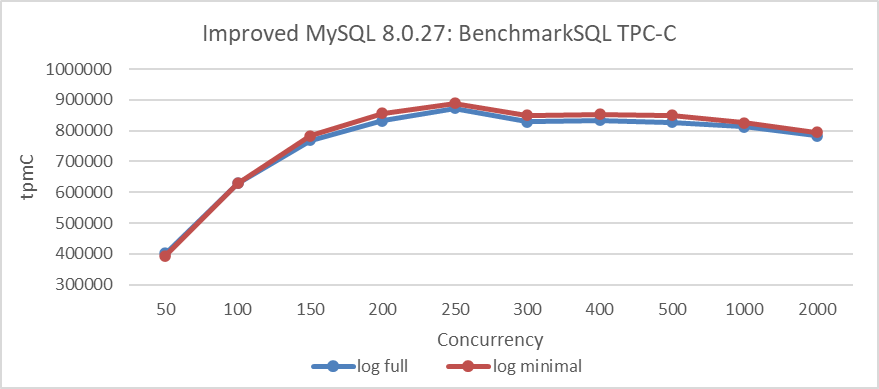 Improved MySQL 8.0.27: BenchmarkSQL TPC-C
1000000
900000
800000
700000
600000
500000
400000
300000
tpmC
50 100 150 200 250 300 400 500 1000 2000
Concurrency
log full log minimal